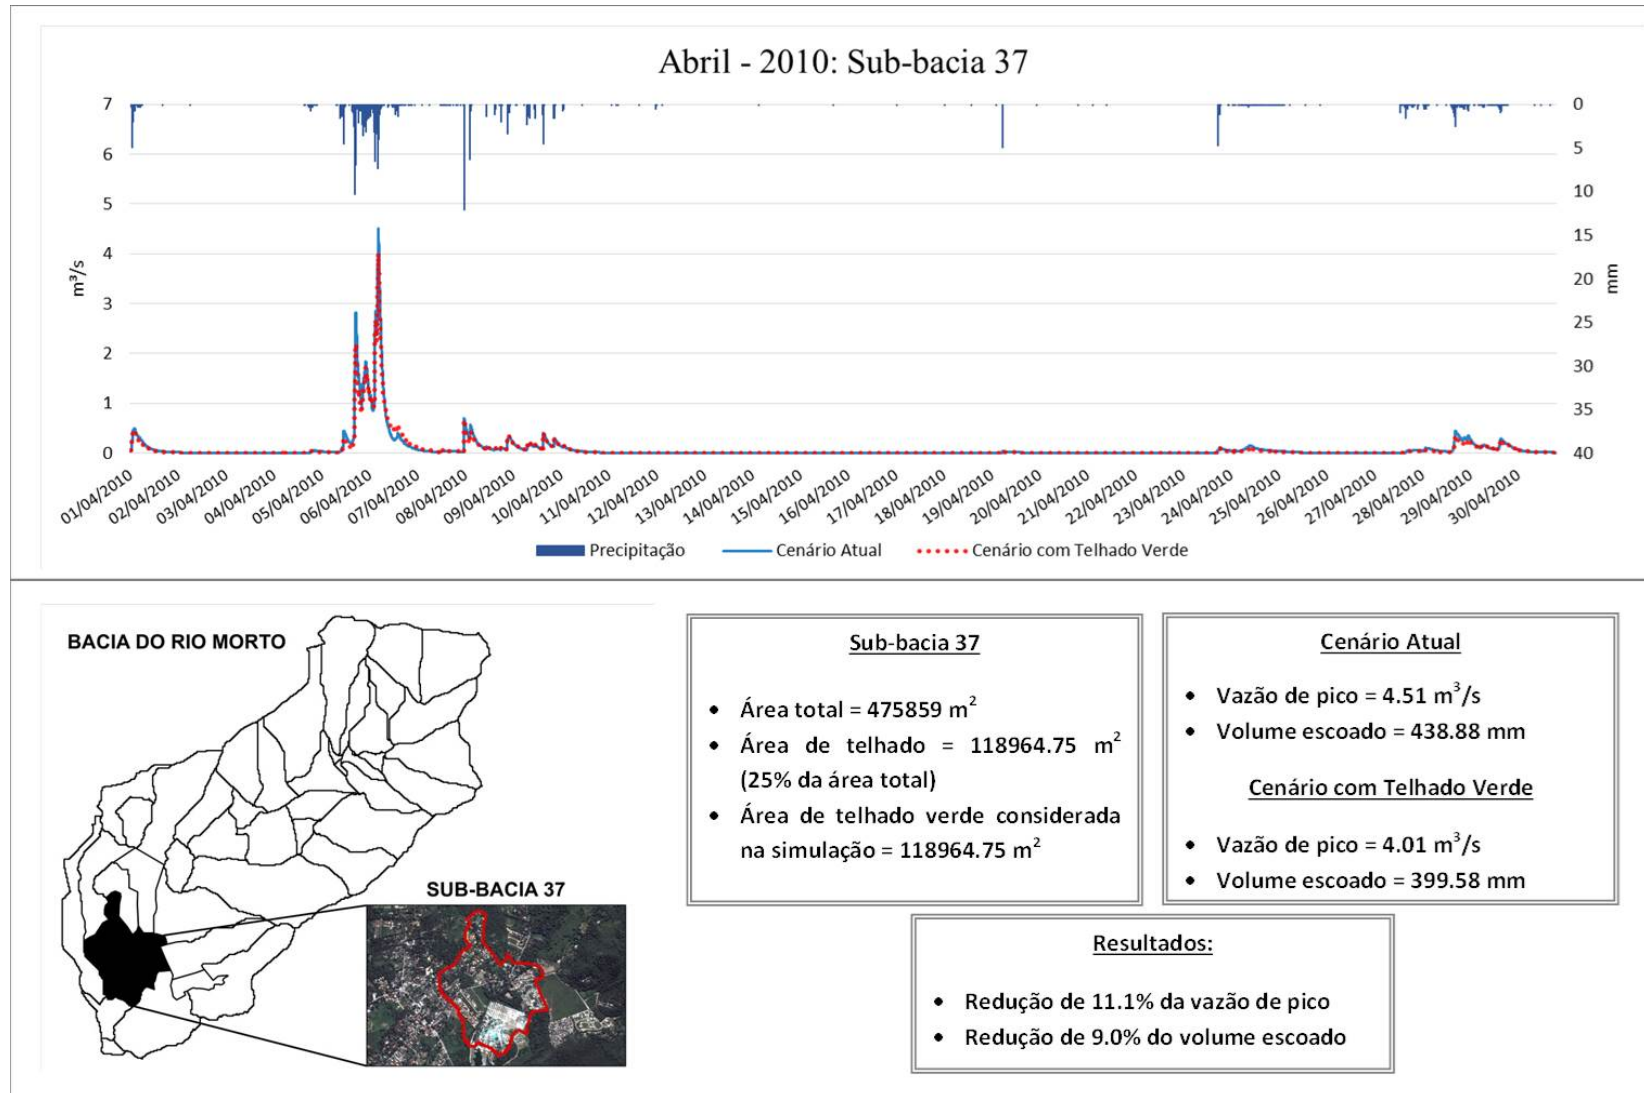 Abril - 2010: Sub-bacia 37
7
6
5
4
3
2
1
0
m³/s
0
5
10
15
20
25
30
35
40
mm
01/04/2010
02/04/2010
03/04/2010
04/04/2010
05/04/2010
06/04/2010
07/04/2010
08/04/2010
09/04/2010
10/04/2010
11/04/2010
12/04/2010
13/04/2010
14/04/2010
15/04/2010
16/04/2010
17/04/2010
18/04/2010
19/04/2010
20/04/2010
21/04/2010
22/04/2010
23/04/2010
24/04/2010
25/04/2010
26/04/2010
27/04/2010
28/04/2010
29/04/2010
30/04/2010
Precipitação
Cenário Atual
Cenário com Telhado Verde
BACIA DO RIO MORTO
SUB-BACIA 37
Sub-bacia 37
• Área total = 475859 m²
• Área de telhado = 118964.75 m²
(25% da área total)
• Área de telhado verde considerada
na simulação = 118964.75 m²
Cenário Atual
• Vazão de pico = 4.51 m³/s
• Volume escoado = 438.88 mm
Cenário com Telhado Verde
• Vazão de pico = 4.01 m³/s
• Volume escoado = 399.58 mm
Resultados:
• Redução de 11.1% da vazão de pico
• Redução de 9.0% do volume escoado